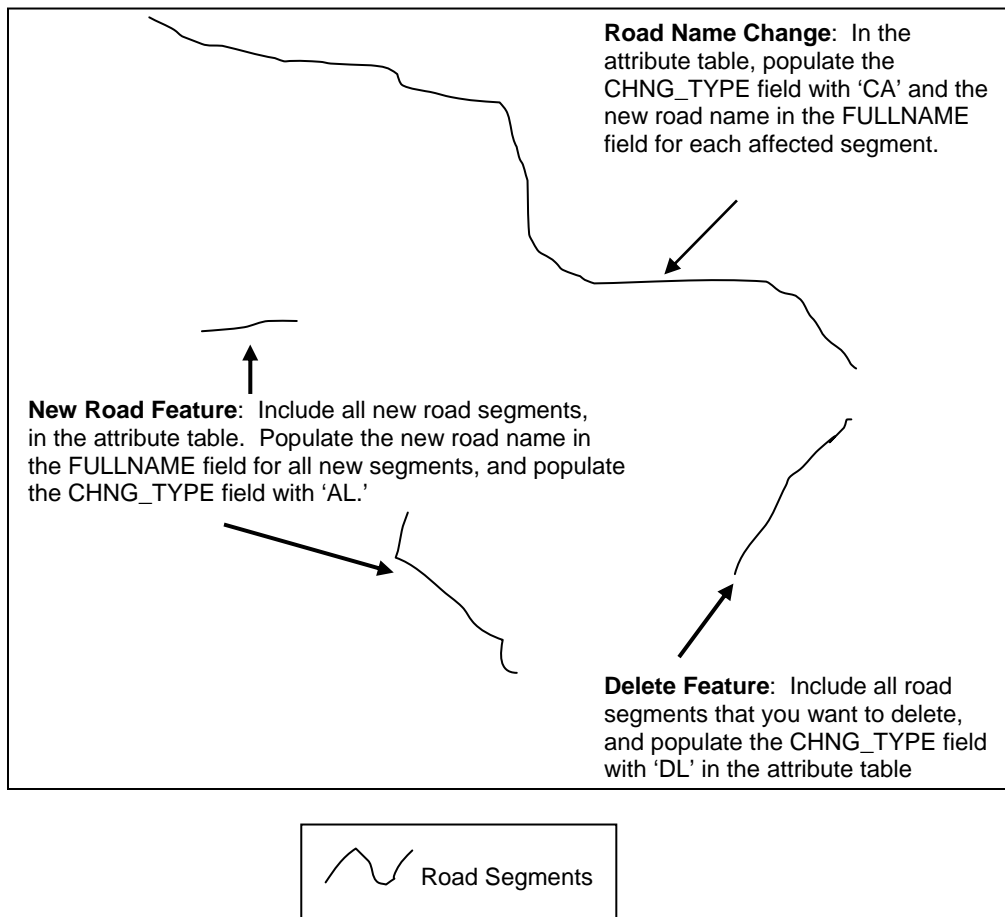 Road Name Change:  In the
attribute table, populate the
CHNG_TYPE field with ‘CA’ and the
new road name in the FULLNAME
field for each affected segment.
New Road Feature:  Include all new road segments,
in the attribute table.  Populate the new road name in
the FULLNAME field for all new segments, and populate
the CHNG_TYPE field with ‘AL.’
Delete Feature:  Include all road
segments that you want to delete,
and populate the CHNG_TYPE field
with ‘DL’ in the attribute table
Road Segments